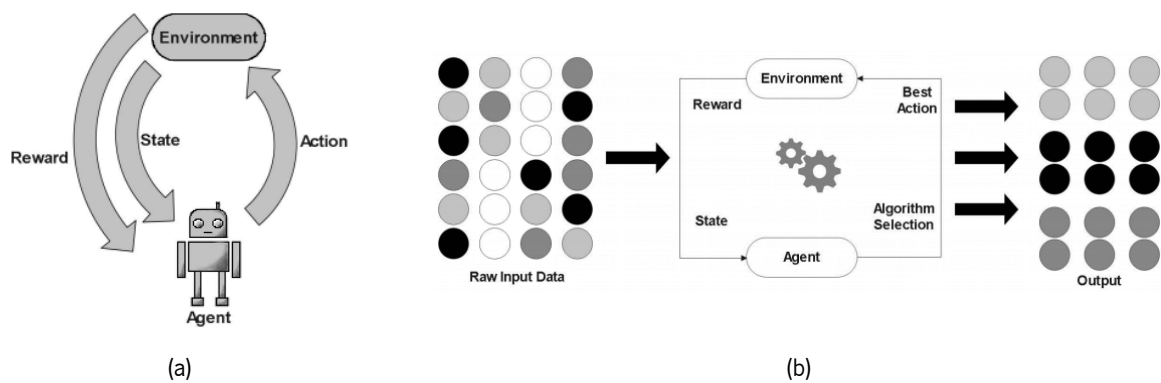 Environment
State
Action
Reward
Agent
(a)
Environment
Reward
Best
Action
State
Algorithm
Selection
Agent
Raw Input Data
Output
(b)